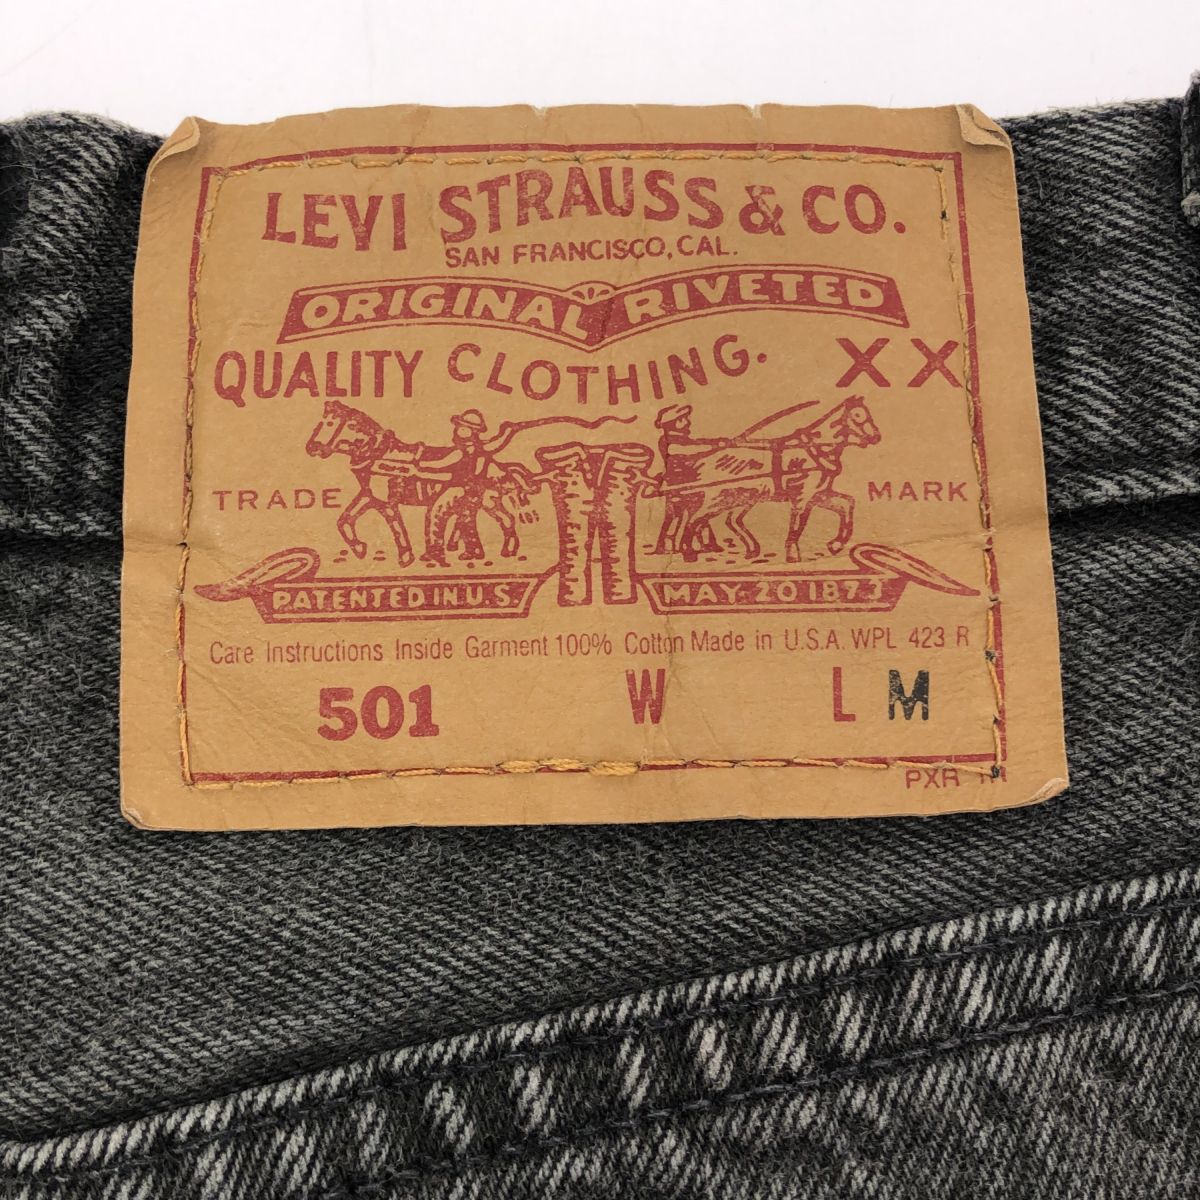 LEVI STRAUSS & CO.
SAN FRANCISCO, CAL.
ORIGINAL RIVETED
QUALITY CLOTHING. XX
TRADE MARK
PATENTED IN U.S. MAY 20 1873
Care Instructions Inside Garment 100% Cotton Made in U.S.A. WPL 423 R
501 W L M
PXR